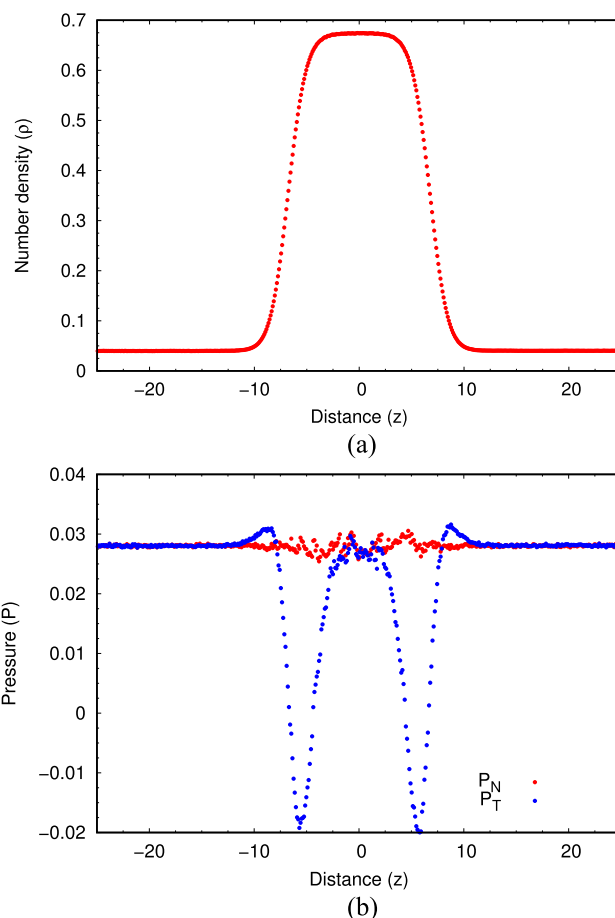 0.7
0.6
0.5
0.4
0.3
0.2
0.1
0
Number density (ρ)
−20 −10 0 10 20
Distance (z)
(a)
0.04
0.03
0.02
0.01
0
−0.01
−0.02
Pressure (P)
P_N
P_T
−20 −10 0 10 20
Distance (z)
(b)